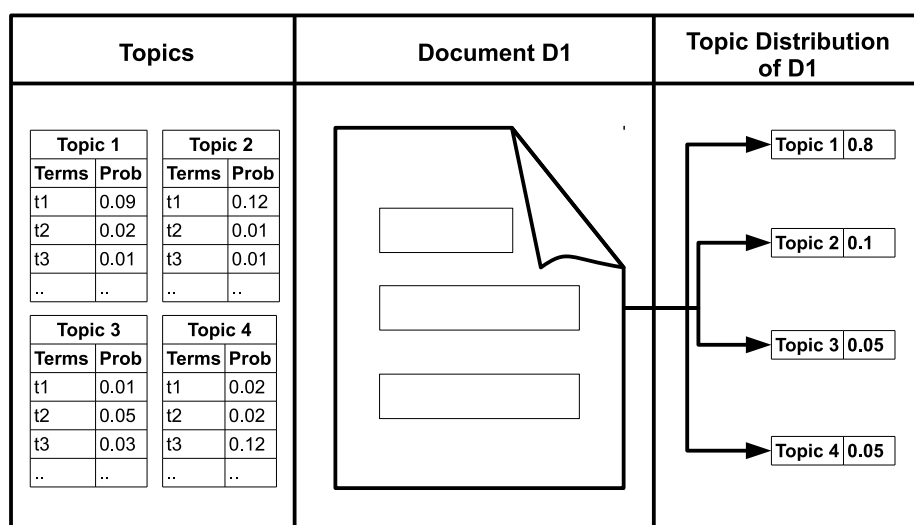 Topics
Document D1
Topic Distribution
of D1
Topic 1
Terms Prob
t1 0.09
t2 0.02
t3 0.01
.. ..
Topic 2
Terms Prob
t1 0.12
t2 0.01
t3 0.01
.. ..
Topic 3
Terms Prob
t1 0.01
t2 0.05
t3 0.03
.. ..
Topic 4
Terms Prob
t1 0.02
t2 0.02
t3 0.12
.. ..
Topic 1 0.8
Topic 2 0.1
Topic 3 0.05
Topic 4 0.05